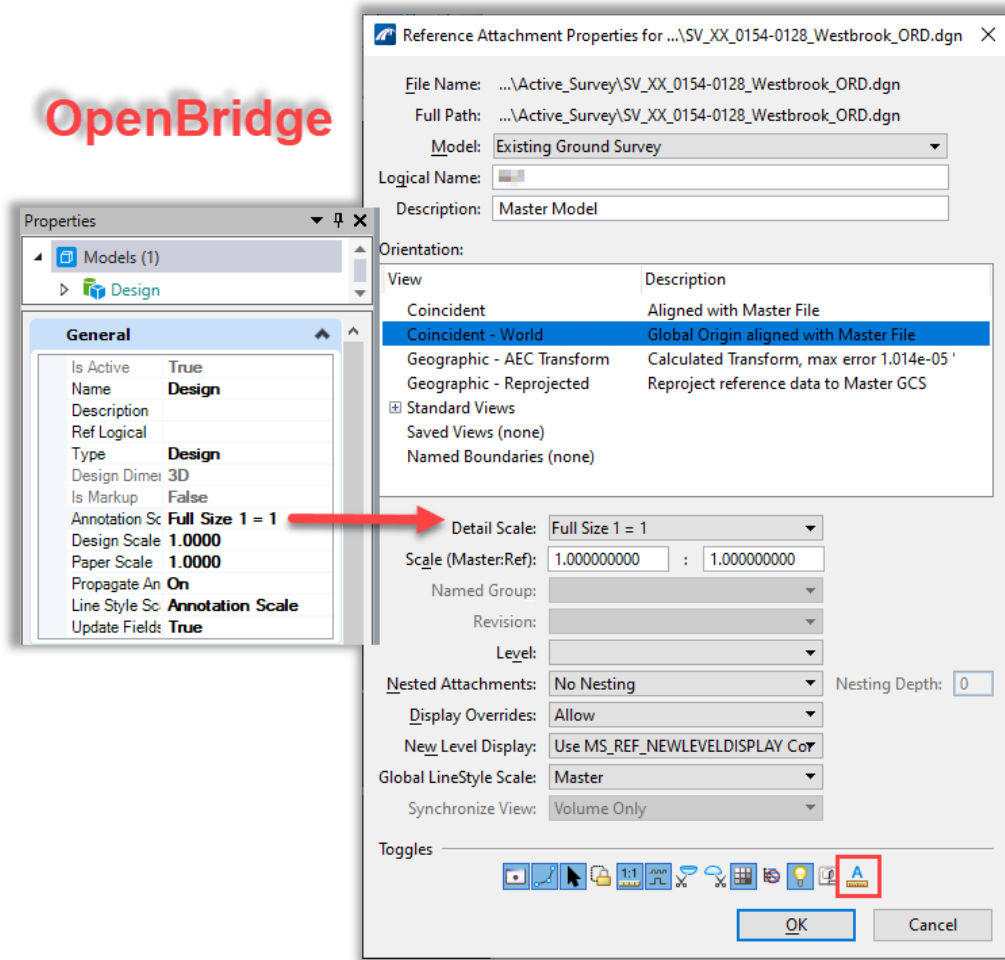 OpenBridge
Properties
Models (1)
Design
General
Is Active True
Name Design
Description
Ref Logical
Type Design
Design Dimer 3D
Is Markup False
Annotation Sc Full Size 1 = 1
Design Scale 1.0000
Paper Scale 1.0000
Propagate An On
Line Style Sc Annotation Scale
Update Fields True
Reference Attachment Properties for ...\SV_XX_0154-0128_Westbrook_ORD.dgn
File Name: ...\Active_Survey\SV_XX_0154-0128_Westbrook_ORD.dgn
Full Path: ...\Active_Survey\SV_XX_0154-0128_Westbrook_ORD.dgn
Model: Existing Ground Survey
Logical Name:
Description: Master Model
Orientation:
View Description
Coincident Aligned with Master File
Coincident - World Global Origin aligned with Master File
Geographic - AEC Transform Calculated Transform, max error 1.014e-05 '
Geographic - Reprojected Reproject reference data to Master GCS
Standard Views
Saved Views (none)
Named Boundaries (none)
Detail Scale: Full Size 1 = 1
Scale (Master:Ref): 1.000000000 : 1.000000000
Named Group:
Revision:
Level:
Nested Attachments: No Nesting Nesting Depth: 0
Display Overrides: Allow
New Level Display: Use MS_REF_NEWLEVELDISPLAY Co
Global LineStyle Scale: Master
Synchronize View: Volume Only
Toggles
1:1
A
OK Cancel